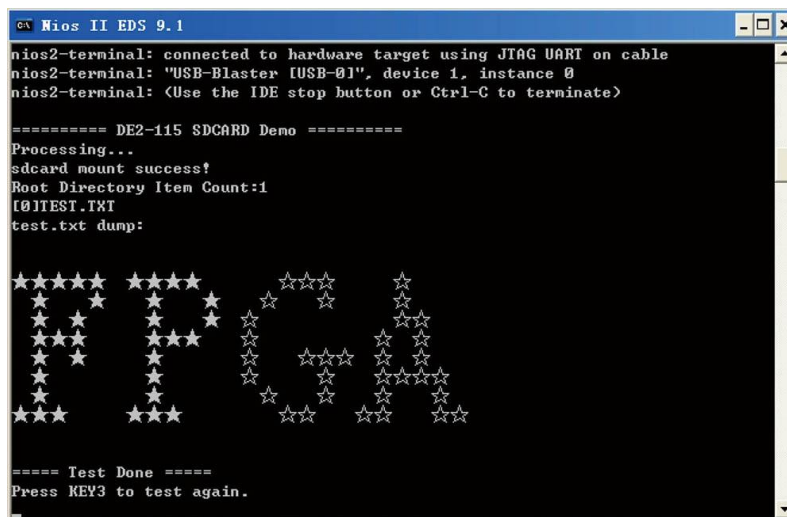 Nios II EDS 9.1
nios2-terminal: connected to hardware target using JTAG UART on cable
nios2-terminal: "USB-Blaster [USB-0]", device 1, instance 0
nios2-terminal: (Use the IDE stop button or Ctrl-C to terminate)
========== DE2-115 SDCARD Demo ==========
Processing...
sdcard mount success!
Root Directory Item Count:1
[0]TEST.TXT
test.txt dump:
FPGA
===== Test Done =====
Press KEY3 to test again.